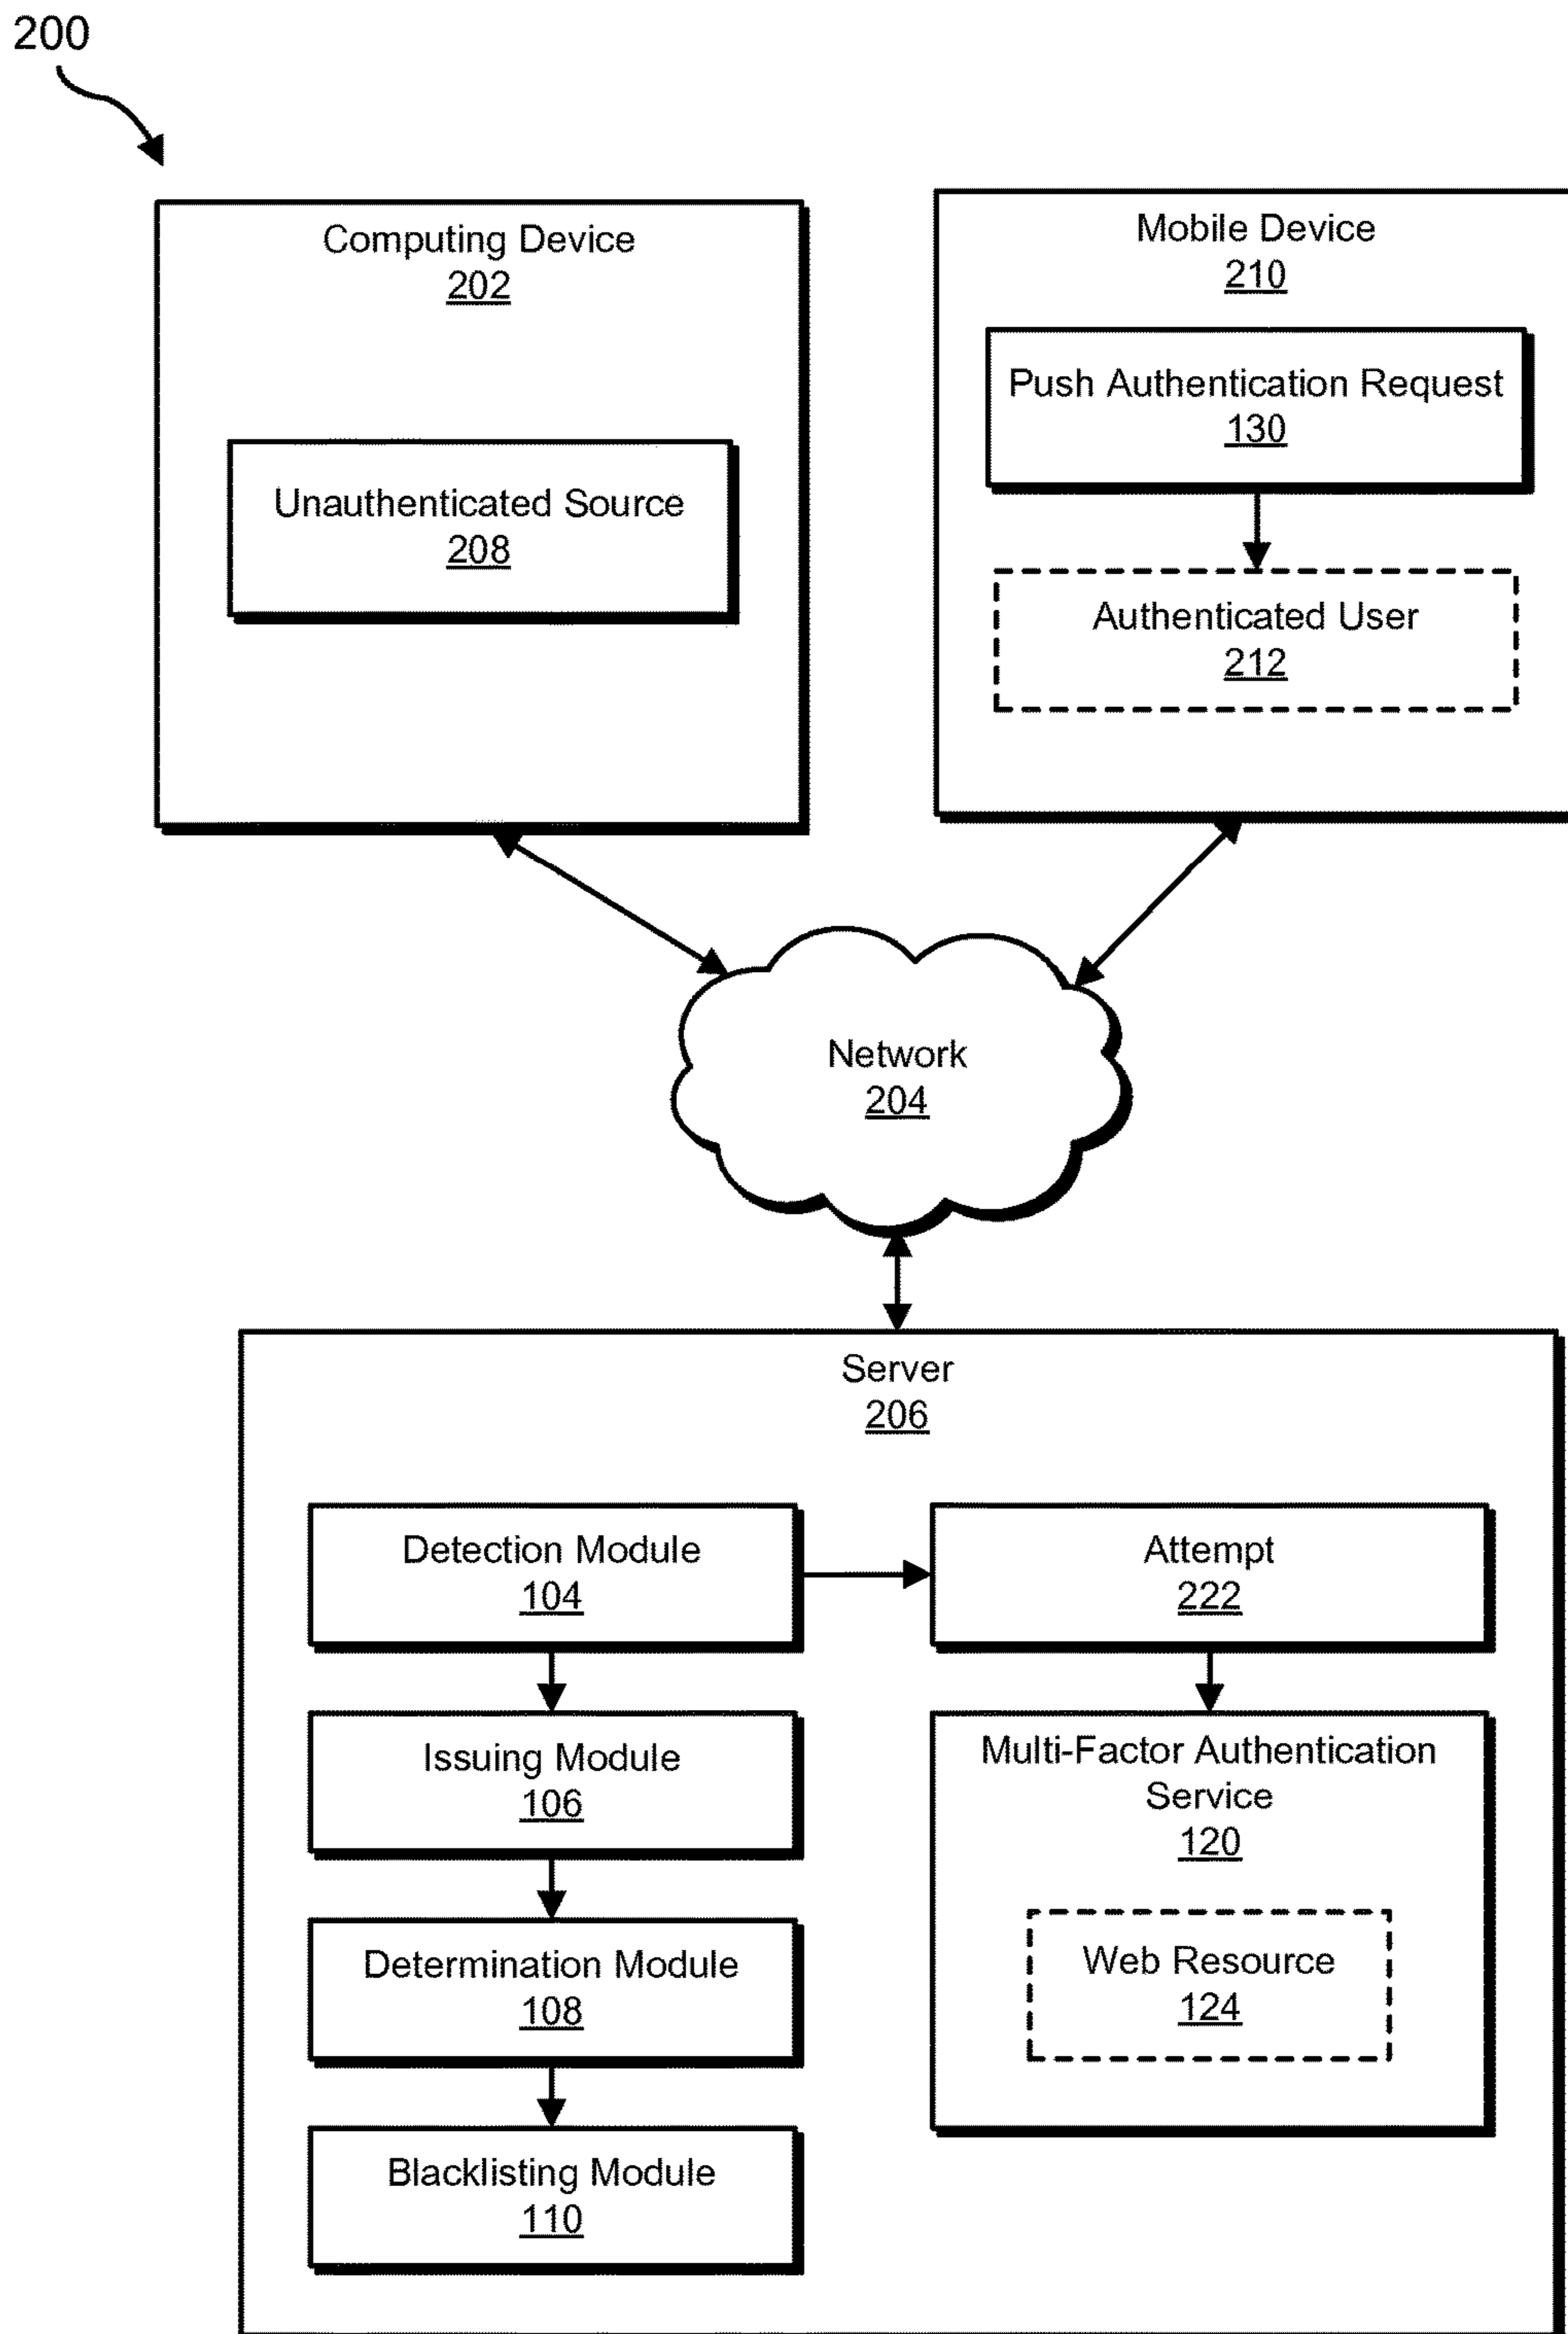 200
Computing Device
202
Unauthenticated Source
208
Mobile Device
210
Push Authentication Request
130
Authenticated User
212
Network
204
Server
206
Detection Module
104
Attempt
222
Issuing Module
106
Multi-Factor Authentication
Service
120
Determination Module
108
Web Resource
124
Blacklisting Module
110